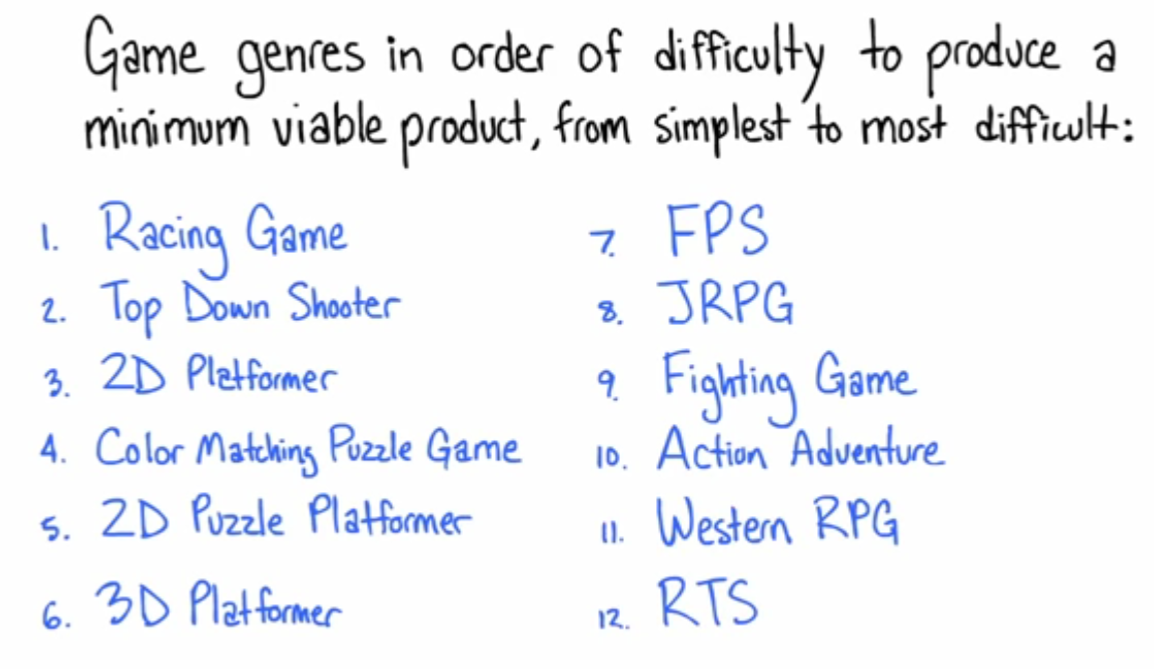 Game genres in order of difficulty to produce a
minimum viable product, from simplest to most difficult:
1. Racing Game
2. Top Down Shooter
3. 2D Platformer
4. Color Matching Puzzle Game
5. 2D Puzzle Platformer
6. 3D Platformer
7. FPS
8. JRPG
9. Fighting Game
10. Action Adventure
11. Western RPG
12. RTS